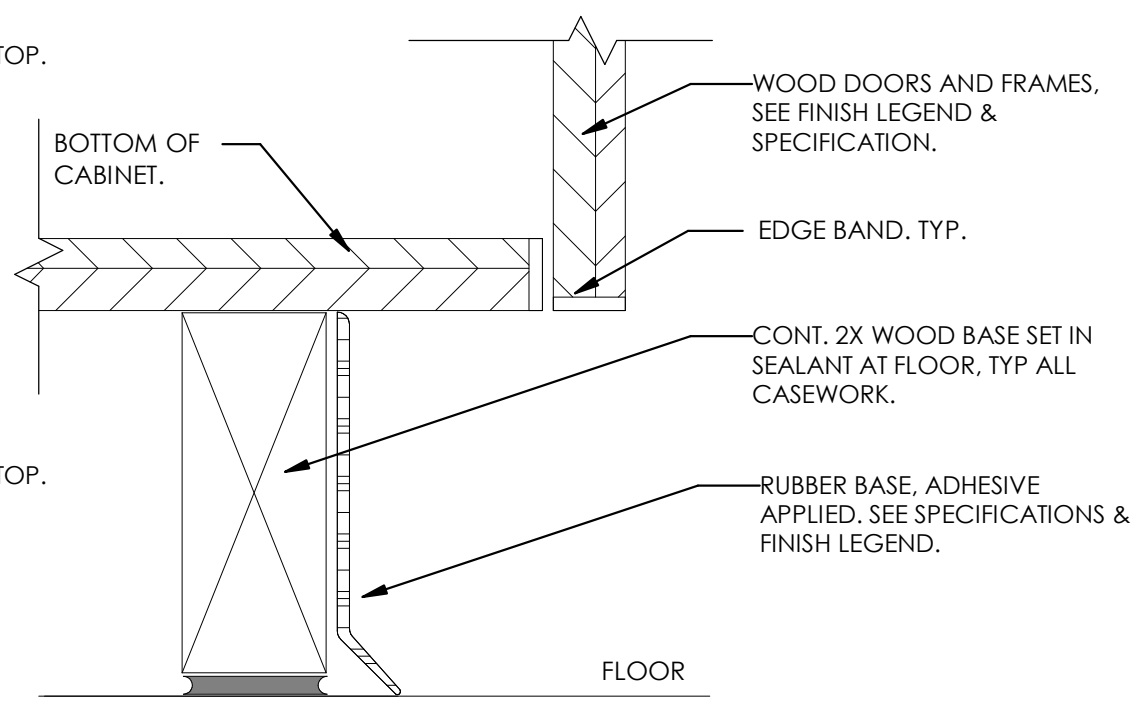 TOP.
BOTTOM OF
CABINET.
WOOD DOORS AND FRAMES,
SEE FINISH LEGEND &
SPECIFICATION.
EDGE BAND. TYP.
CONT. 2X WOOD BASE SET IN
SEALANT AT FLOOR, TYP ALL
CASEWORK.
TOP.
RUBBER BASE, ADHESIVE
APPLIED. SEE SPECIFICATIONS &
FINISH LEGEND.
FLOOR